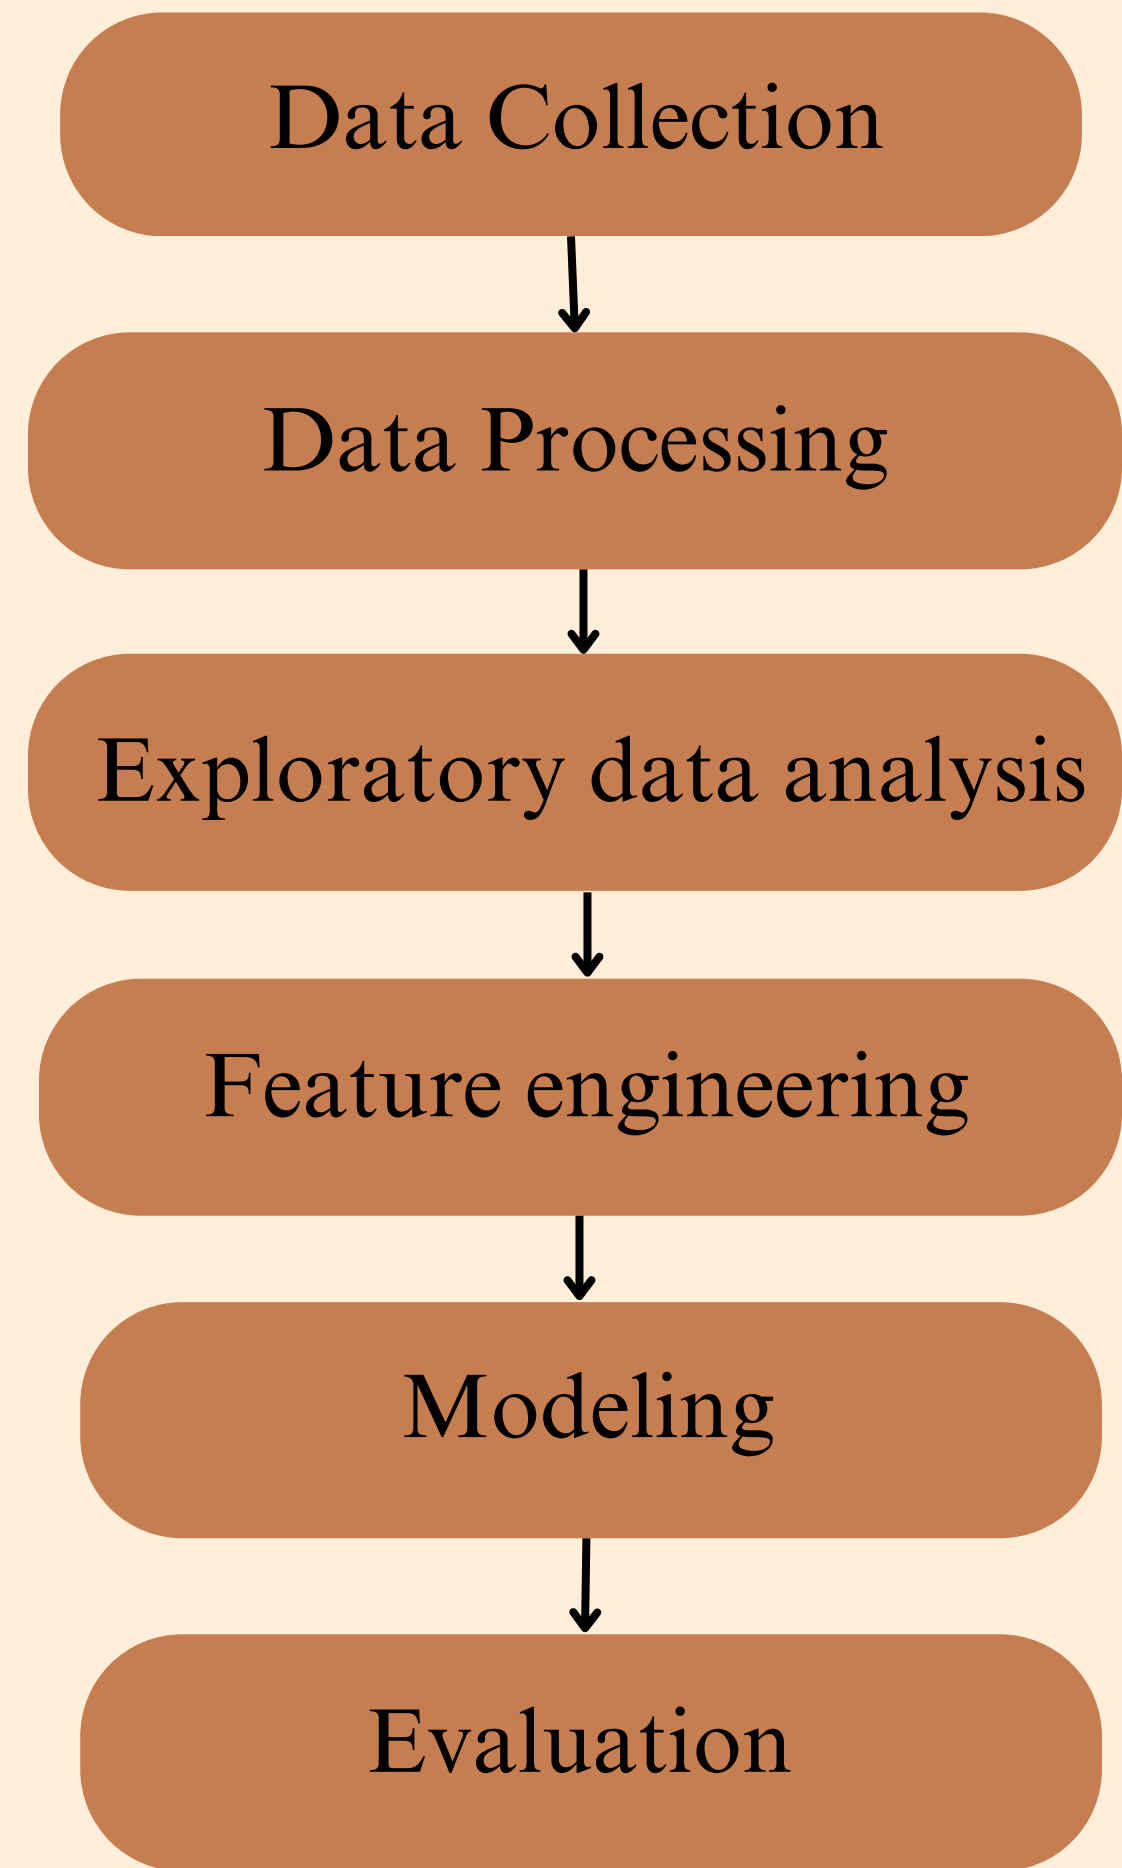 Data Collection
Data Processing
Exploratory data analysis
Feature engineering
Modeling
Evaluation